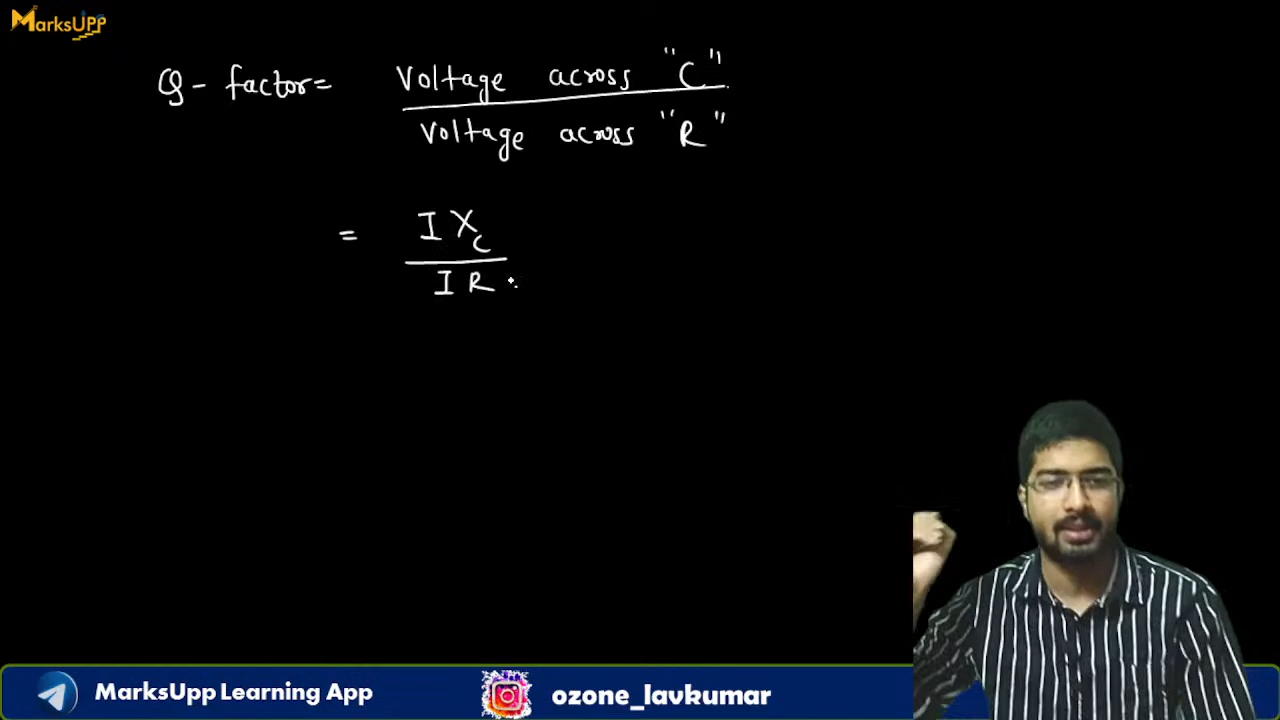 MarksUPP
Q - factor = Voltage across "C"
Voltage across "R"
= I X_C
I R
MarksUpp Learning App
ozone_lavkumar